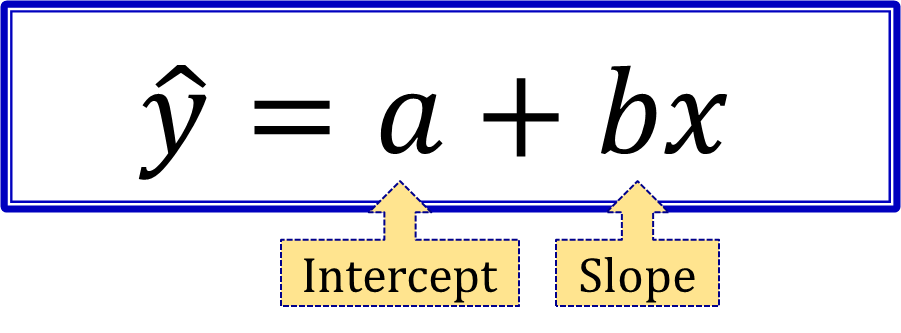 ŷ = a + bx
Intercept
Slope